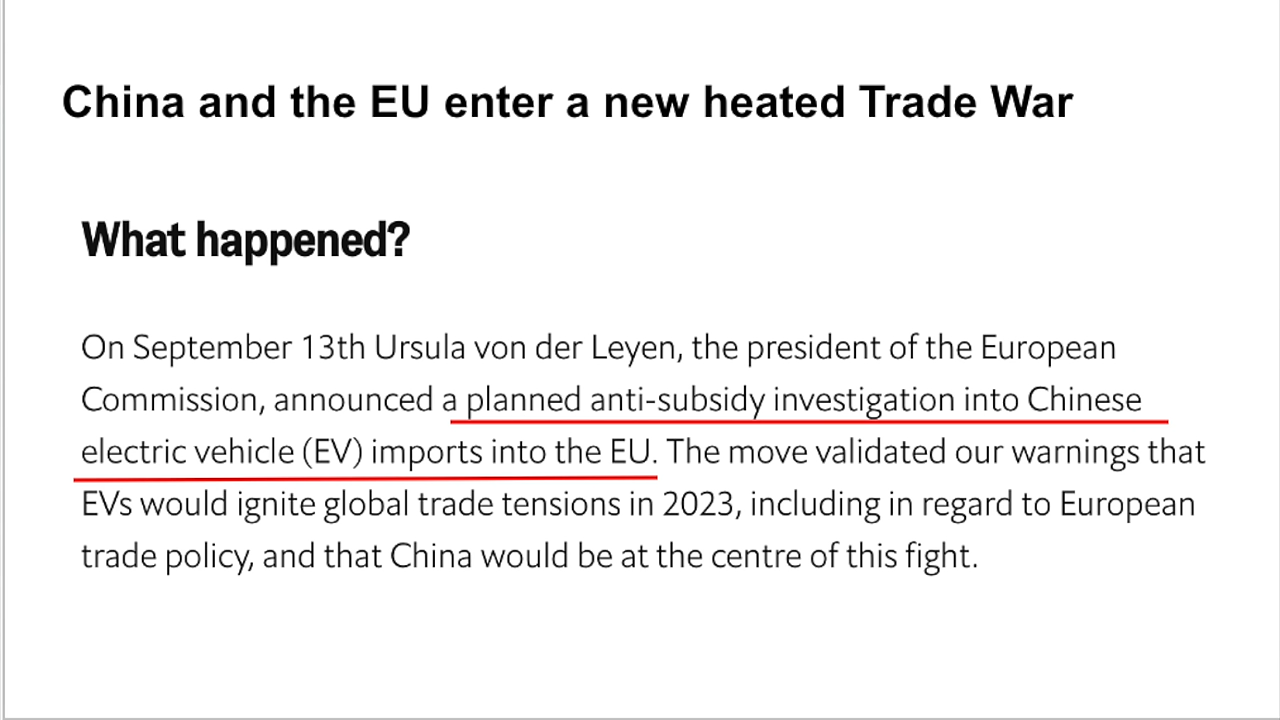 China and the EU enter a new heated Trade War
What happened?
On September 13th Ursula von der Leyen, the president of the European
Commission, announced a planned anti-subsidy investigation into Chinese
electric vehicle (EV) imports into the EU. The move validated our warnings that
EVs would ignite global trade tensions in 2023, including in regard to European
trade policy, and that China would be at the centre of this fight.